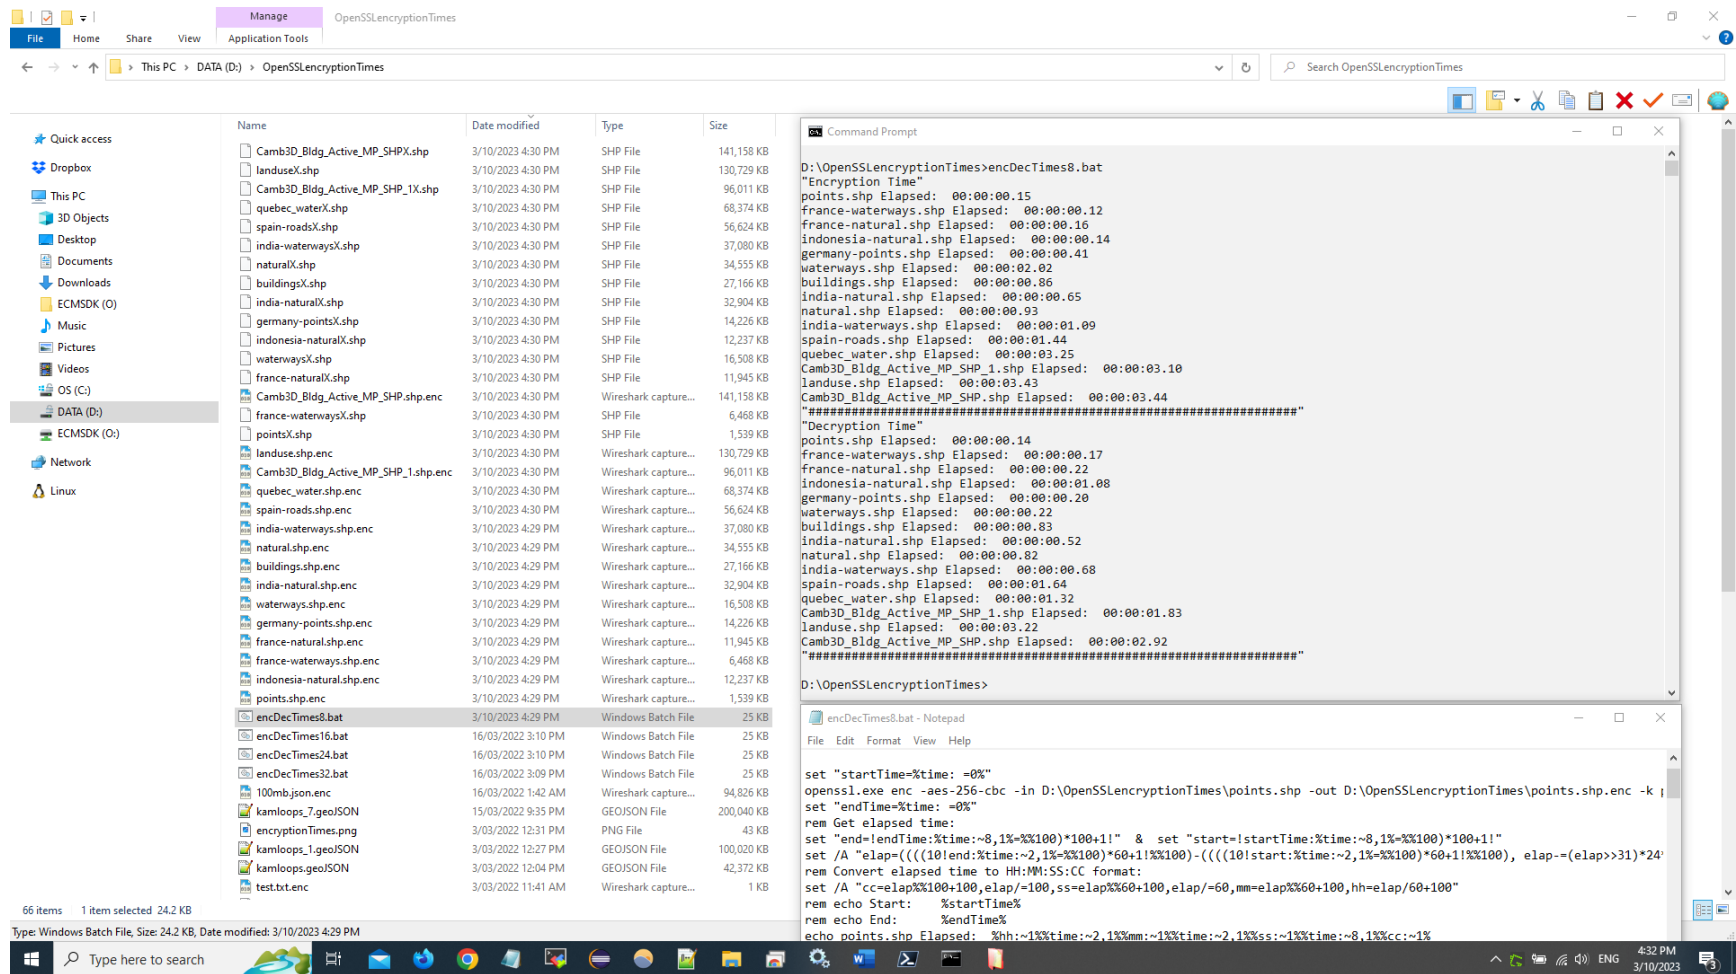 Manage
OpenSSLencryptionTimes
File
Home
Share
View
Application Tools
This PC
DATA (D:)
OpenSSLencryptionTimes
Search OpenSSLencryptionTimes
Quick access
Dropbox
This PC
3D Objects
Desktop
Documents
Downloads
ECMSDK (O)
Music
Pictures
Videos
OS (C:)
DATA (D:)
ECMSDK (O:)
Network
Linux
Name Date modified Type Size
Camb3D_Bldg_Active_MP_SHPX.shp 3/10/2023 4:30 PM SHP File 141,158 KB
landuseX.shp 3/10/2023 4:30 PM SHP File 130,729 KB
Camb3D_Bldg_Active_MP_SHP_1X.shp 3/10/2023 4:30 PM SHP File 96,011 KB
quebec_waterX.shp 3/10/2023 4:30 PM SHP File 68,374 KB
spain-roadsX.shp 3/10/2023 4:30 PM SHP File 56,624 KB
india-waterwaysX.shp 3/10/2023 4:30 PM SHP File 37,080 KB
naturalX.shp 3/10/2023 4:30 PM SHP File 34,555 KB
buildingsX.shp 3/10/2023 4:30 PM SHP File 27,166 KB
india-naturalX.shp 3/10/2023 4:30 PM SHP File 32,904 KB
germany-pointsX.shp 3/10/2023 4:30 PM SHP File 14,226 KB
indonesia-naturalX.shp 3/10/2023 4:30 PM SHP File 12,237 KB
waterwaysX.shp 3/10/2023 4:30 PM SHP File 16,508 KB
france-naturalX.shp 3/10/2023 4:30 PM SHP File 11,945 KB
Camb3D_Bldg_Active_MP_SHP.shp.enc 3/10/2023 4:30 PM Wireshark capture... 141,158 KB
france-waterwaysX.shp 3/10/2023 4:30 PM SHP File 6,468 KB
pointsX.shp 3/10/2023 4:30 PM SHP File 1,539 KB
landuse.shp.enc 3/10/2023 4:30 PM Wireshark capture... 130,729 KB
Camb3D_Bldg_Active_MP_SHP_1.shp.enc 3/10/2023 4:30 PM Wireshark capture... 96,011 KB
quebec_water.shp.enc 3/10/2023 4:30 PM Wireshark capture... 68,374 KB
spain-roads.shp.enc 3/10/2023 4:30 PM Wireshark capture... 56,624 KB
india-waterways.shp.enc 3/10/2023 4:29 PM Wireshark capture... 37,080 KB
natural.shp.enc 3/10/2023 4:29 PM Wireshark capture... 34,555 KB
buildings.shp.enc 3/10/2023 4:29 PM Wireshark capture... 27,166 KB
india-natural.shp.enc 3/10/2023 4:29 PM Wireshark capture... 32,904 KB
waterways.shp.enc 3/10/2023 4:29 PM Wireshark capture... 16,508 KB
germany-points.shp.enc 3/10/2023 4:29 PM Wireshark capture... 14,226 KB
france-natural.shp.enc 3/10/2023 4:29 PM Wireshark capture... 11,945 KB
france-waterways.shp.enc 3/10/2023 4:29 PM Wireshark capture... 6,468 KB
indonesia-natural.shp.enc 3/10/2023 4:29 PM Wireshark capture... 12,237 KB
points.shp.enc 3/10/2023 4:29 PM Wireshark capture... 1,539 KB
encDecTimes8.bat 3/10/2023 4:29 PM Windows Batch File 25 KB
encDecTimes16.bat 16/03/2022 3:10 PM Windows Batch File 25 KB
encDecTimes24.bat 16/03/2022 3:10 PM Windows Batch File 25 KB
encDecTimes32.bat 16/03/2022 3:09 PM Windows Batch File 25 KB
100mb.json.enc 16/03/2022 1:42 AM Wireshark capture... 94,826 KB
kamloops_7.geoJSON 15/03/2022 9:35 PM GEOJSON File 200,040 KB
encryptionTimes.png 3/03/2022 12:31 PM PNG File 43 KB
kamloops_1.geoJSON 3/03/2022 12:27 PM GEOJSON File 100,020 KB
kamloops.geoJSON 3/03/2022 12:04 PM GEOJSON File 42,372 KB
test.txt.enc 3/03/2022 11:41 AM Wireshark capture... 1 KB
66 items 1 item selected 24.2 KB
Type: Windows Batch File, Size: 24.2 KB, Date modified: 3/10/2023 4:29 PM
Command Prompt
D:\OpenSSLencryptionTimes>encDecTimes8.bat
"Encryption Time"
points.shp Elapsed: 00:00:00.15
france-waterways.shp Elapsed: 00:00:00.12
france-natural.shp Elapsed: 00:00:00.16
indonesia-natural.shp Elapsed: 00:00:00.14
germany-points.shp Elapsed: 00:00:00.41
waterways.shp Elapsed: 00:00:02.02
buildings.shp Elapsed: 00:00:00.86
india-natural.shp Elapsed: 00:00:00.65
natural.shp Elapsed: 00:00:00.93
india-waterways.shp Elapsed: 00:00:01.09
spain-roads.shp Elapsed: 00:00:01.44
quebec_water.shp Elapsed: 00:00:03.25
Camb3D_Bldg_Active_MP_SHP_1.shp Elapsed: 00:00:03.10
landuse.shp Elapsed: 00:00:03.43
Camb3D_Bldg_Active_MP_SHP.shp Elapsed: 00:00:03.44
"####################################################################"
"Decryption Time"
points.shp Elapsed: 00:00:00.14
france-waterways.shp Elapsed: 00:00:00.17
france-natural.shp Elapsed: 00:00:00.22
indonesia-natural.shp Elapsed: 00:00:01.08
germany-points.shp Elapsed: 00:00:00.20
waterways.shp Elapsed: 00:00:00.22
buildings.shp Elapsed: 00:00:00.83
india-natural.shp Elapsed: 00:00:00.52
natural.shp Elapsed: 00:00:00.82
india-waterways.shp Elapsed: 00:00:00.68
spain-roads.shp Elapsed: 00:00:01.64
quebec_water.shp Elapsed: 00:00:01.32
Camb3D_Bldg_Active_MP_SHP_1.shp Elapsed: 00:00:01.83
landuse.shp Elapsed: 00:00:03.22
Camb3D_Bldg_Active_MP_SHP.shp Elapsed: 00:00:02.92
"####################################################################"
D:\OpenSSLencryptionTimes>
encDecTimes8.bat - Notepad
File Edit Format View Help
set "startTime=%time: =0%"
openssl.exe enc -aes-256-cbc -in D:\OpenSSLencryptionTimes\points.shp -out D:\OpenSSLencryptionTimes\points.shp.enc -k
set "endTime=%time: =0%"
rem Get elapsed time:
set "end=!endTime:%time:~8,1%=%%100)*100+1!" & set "start=!startTime:%time:~8,1%=%%100)*100+1!"
set /A "elap=((((10!end:%time:~2,1%=%%100)*60+1!%%100)-((((10!start:%time:~2,1%=%%100)*60+1!%%100), elap-=(elap>>31)*24*
rem Convert elapsed time to HH:MM:SS:CC format:
set /A "cc=elap%%100+100,elap/=100,ss=elap%%60+100,elap/=60,mm=elap%%60+100,hh=elap/60+100"
rem echo Start: %startTime%
rem echo End: %endTime%
echo points.shp Elapsed: %hh:~1%%time:~2,1%%mm:~1%%time:~2,1%%ss:~1%%time:~8,1%%cc:~1%
Type here to search
ENG
4:32 PM
3/10/2023
3